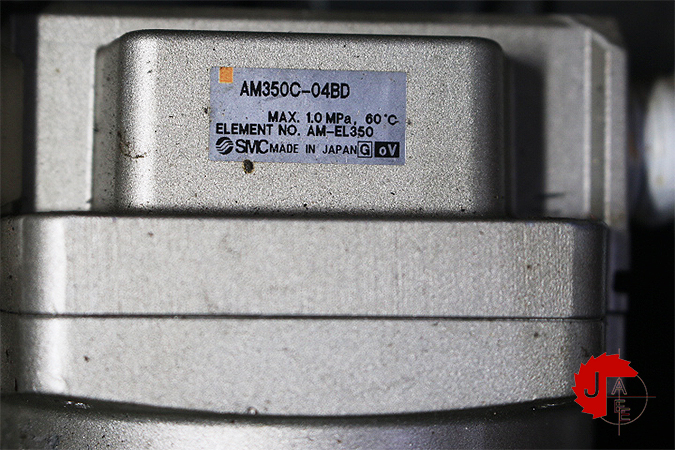 AM350C-04BD
MAX. 1.0 MPa, 60°C
ELEMENT NO. AM-EL350
SMC MADE IN JAPAN G oV
J
A